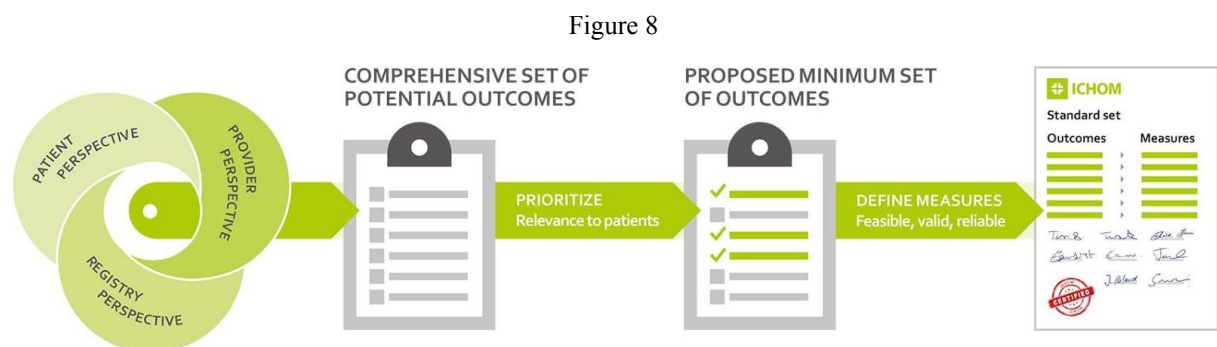 Figure 8
PATIENT
PERSPECTIVE
PROVIDER
PERSPECTIVE
REGISTRY
PERSPECTIVE
COMPREHENSIVE SET OF
POTENTIAL OUTCOMES
PRIORITIZE
Relevance to patients
PROPOSED MINIMUM SET
OF OUTCOMES
DEFINE MEASURES
Feasible, valid, reliable
ICHOM
Standard set
Outcomes Measures
CERTIFIED